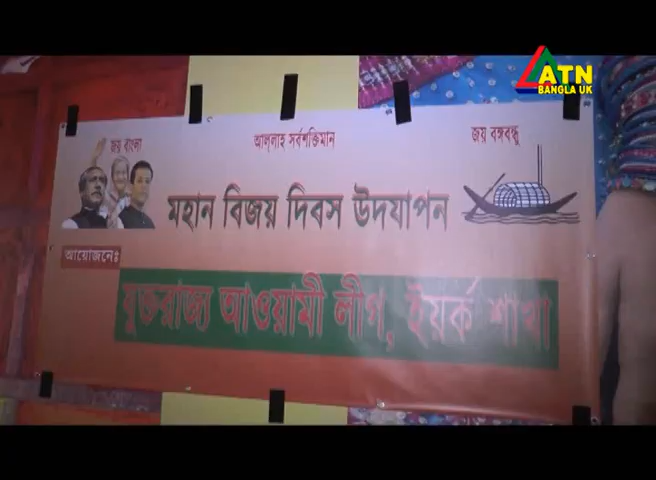 ATN
BANGLA UK
জয় বাংলা
আল্লাহ সর্বশক্তিমান
জয় বঙ্গবন্ধু
মহান বিজয় দিবস উদযাপন
আয়োজনেঃ
যুক্তরাজ্য আওয়ামী লীগ, ইয়র্ক শাখা